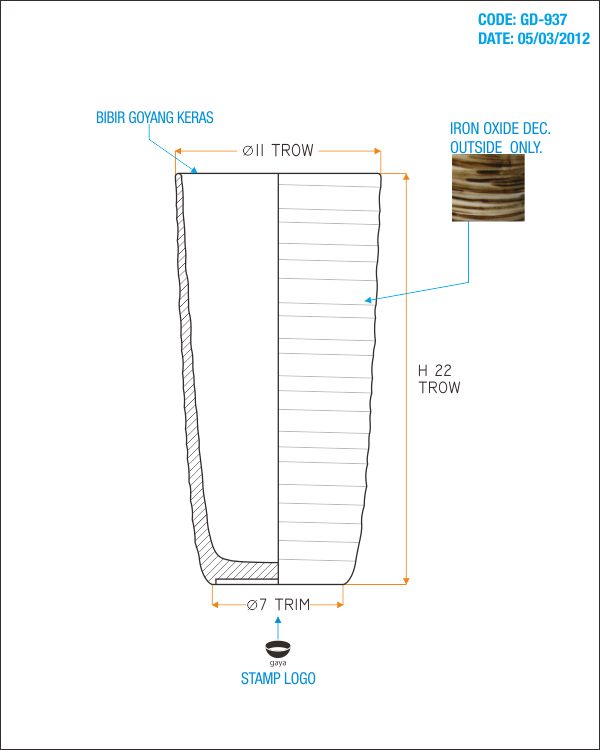 CODE: GD-937
DATE: 05/03/2012
BIBIR GOYANG KERAS
IRON OXIDE DEC.
OUTSIDE ONLY.
Ø11 TROW
H 22
TROW
Ø7 TRIM
gaya
STAMP LOGO